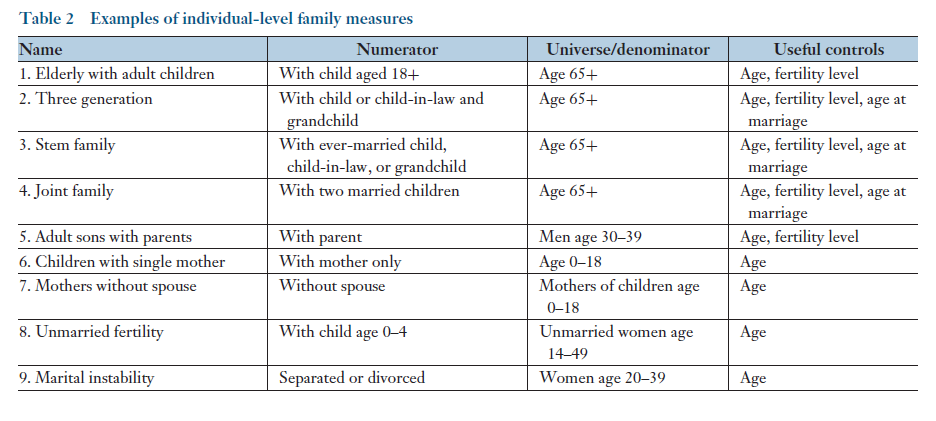 Table 2 Examples of individual-level family measures
Name Numerator Universe/denominator Useful controls
1. Elderly with adult children With child aged 18+ Age 65+ Age, fertility level
2. Three generation With child or child-in-law and Age 65+ Age, fertility level, age at
grandchild marriage
3. Stem family With ever-married child, Age 65+ Age, fertility level, age at
child-in-law, or grandchild marriage
4. Joint family With two married children Age 65+ Age, fertility level, age at
marriage
5. Adult sons with parents With parent Men age 30–39 Age, fertility level
6. Children with single mother With mother only Age 0–18 Age
7. Mothers without spouse Without spouse Mothers of children age Age
0–18
8. Unmarried fertility With child age 0–4 Unmarried women age Age
14–49
9. Marital instability Separated or divorced Women age 20–39 Age